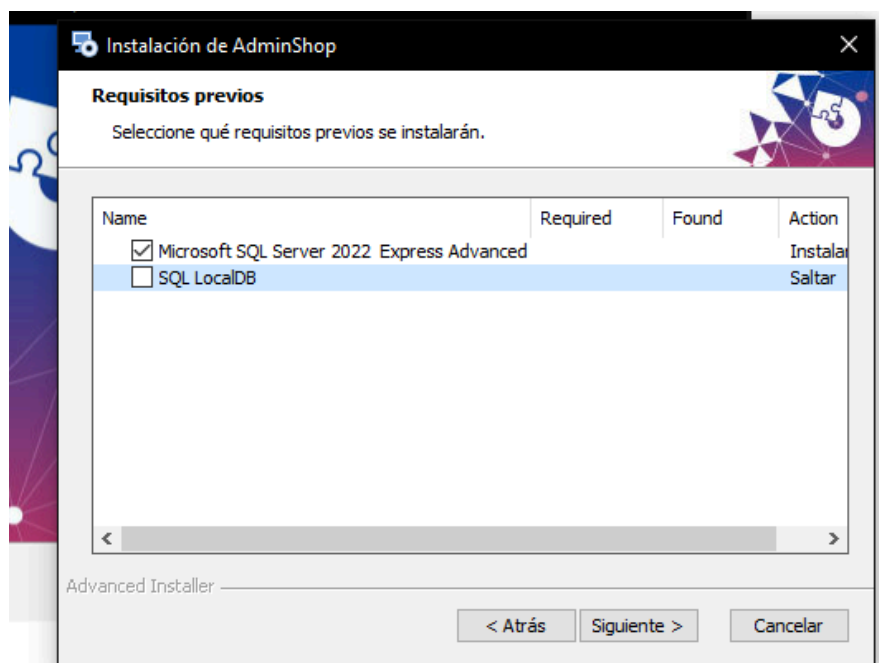 Instalación de AdminShop
Requisitos previos
Seleccione qué requisitos previos se instalarán.
Name Required Found Action
Microsoft SQL Server 2022 Express Advanced Instalar
SQL LocalDB Saltar
Advanced Installer
< Atrás Siguiente > Cancelar